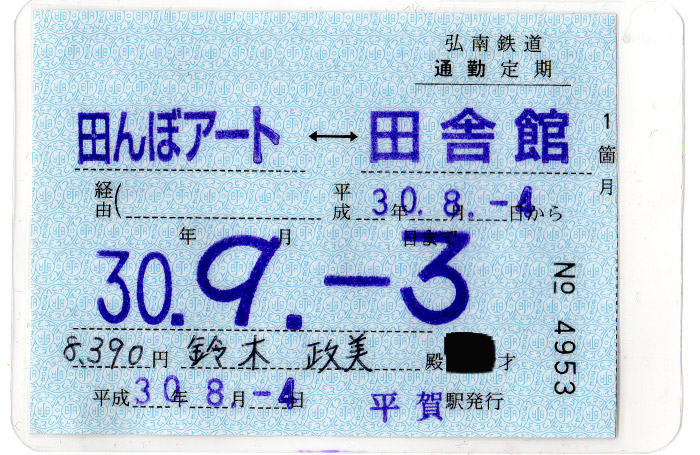 弘南鉄道
通勤定期
田んぼアート ↔ 田舎館
1箇月
経由( 平成 30年 8.月 -4日から
年 月 日まで
30. 9. -3
8,390円 鈴木 政美 殿 才
平成 30年 8.月 -4日 平賀駅発行
№ 4953